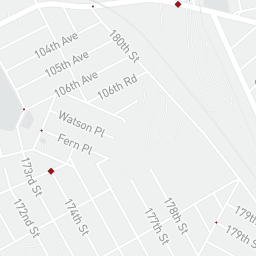 180th St
104th Ave
105th Ave
106th Ave
106th Rd
Watson Pl
Fern Pl
173rd St
172nd St
174th St
177th St
178th St
179th
179th St